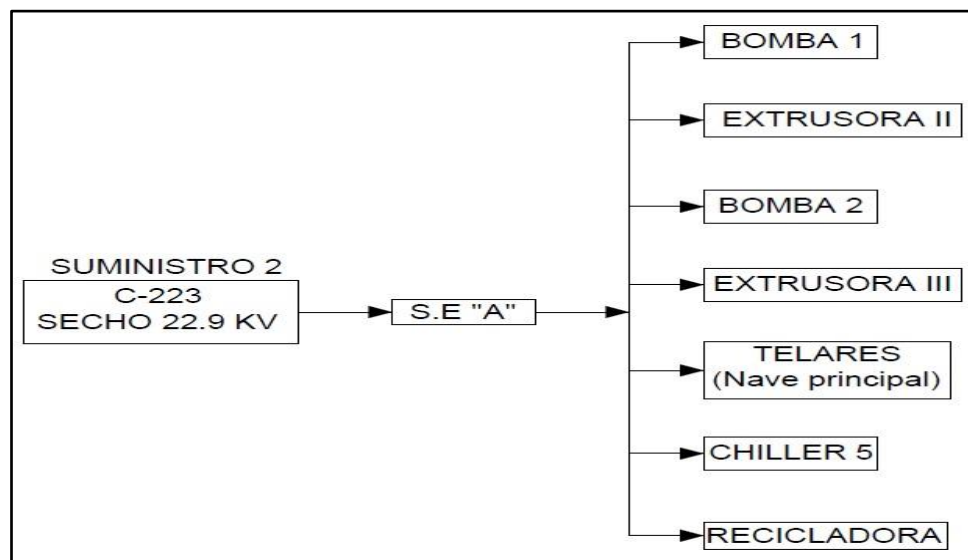 SUMINISTRO 2
C-223
SECHO 22.9 KV
S.E "A"
BOMBA 1
EXTRUSORA II
BOMBA 2
EXTRUSORA III
TELARES
(Nave principal)
CHILLER 5
RECICLADORA